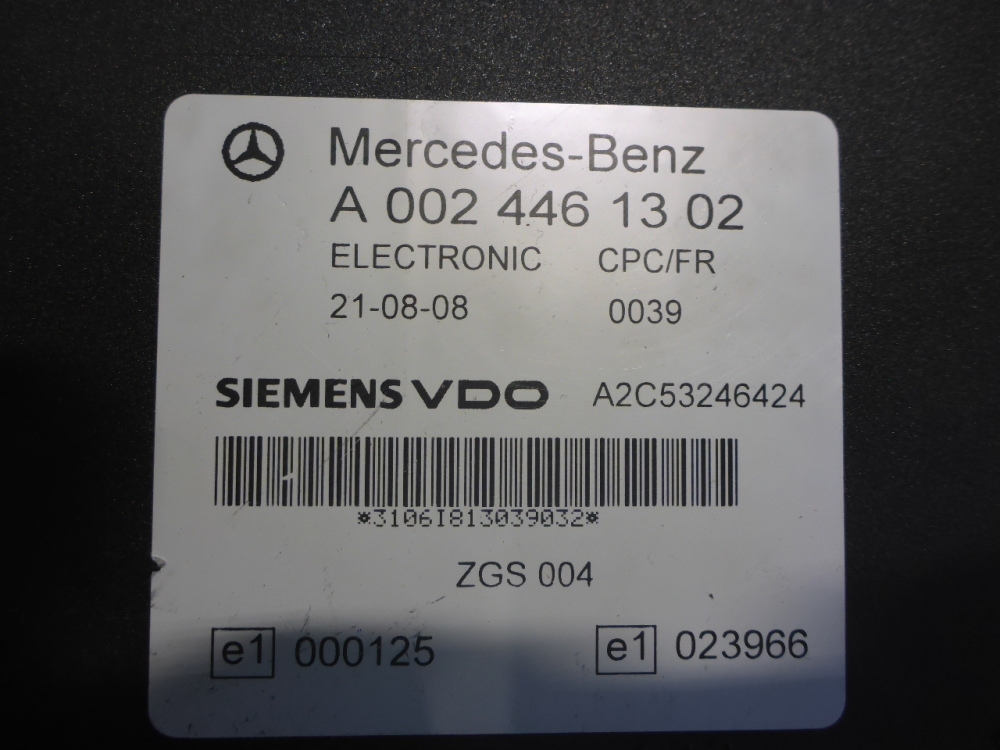 Mercedes-Benz
A 002 446 13 02
ELECTRONIC CPC/FR
21-08-08 0039
SIEMENS VDO A2C53246424
*3106I813039032*
ZGS 004
e1 000125 e1 023966